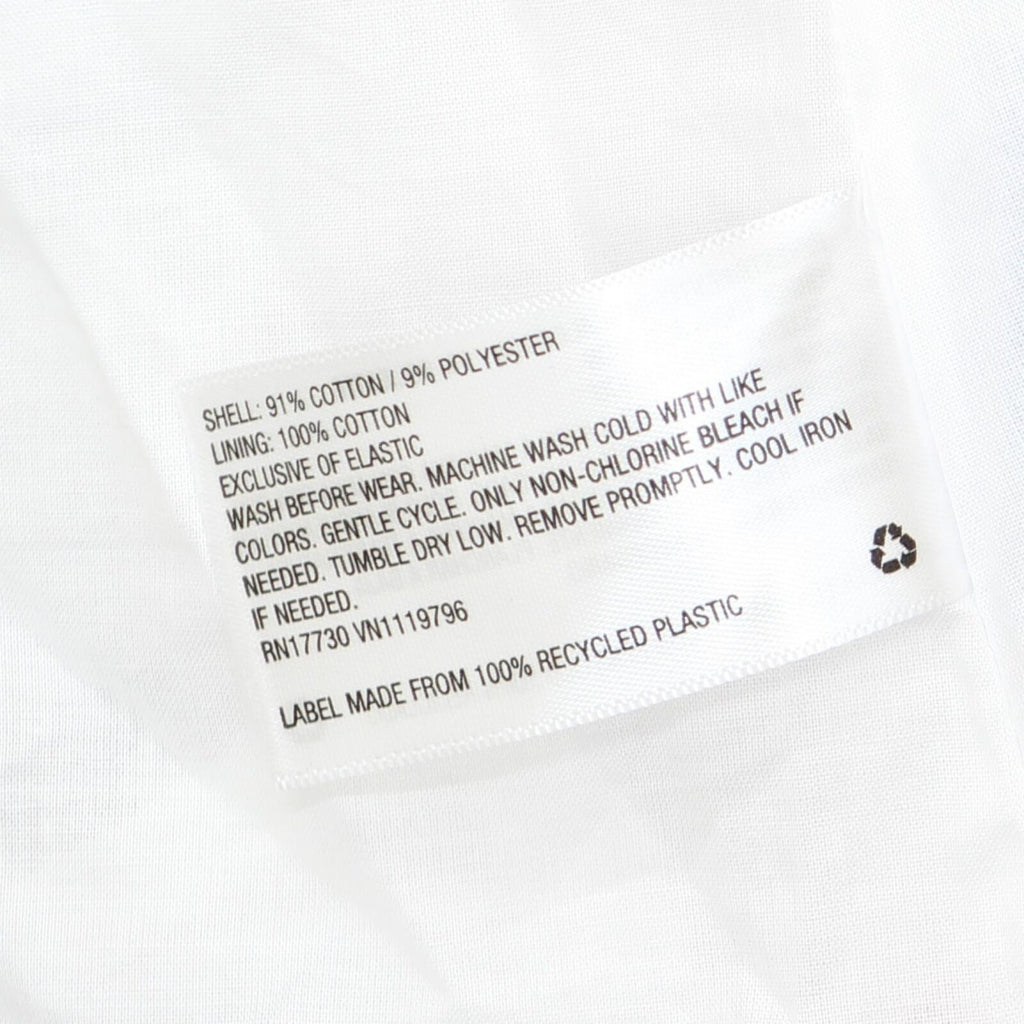 SHELL: 91% COTTON / 9% POLYESTER
LINING: 100% COTTON
EXCLUSIVE OF ELASTIC
WASH BEFORE WEAR. MACHINE WASH COLD WITH LIKE
COLORS. GENTLE CYCLE. ONLY NON-CHLORINE BLEACH IF
NEEDED. TUMBLE DRY LOW. REMOVE PROMPTLY. COOL IRON
IF NEEDED.
RN17730 VN1119796
LABEL MADE FROM 100% RECYCLED PLASTIC